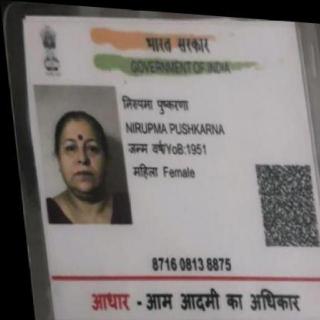 भारत सरकार
GOVERNMENT OF INDIA
निरुपमा पुष्करणा
NIRUPMA PUSHKARNA
जन्म वर्ष/YoB:1951
महिला Female
8716 0813 8875
आधार - आम आदमी का अधिकार